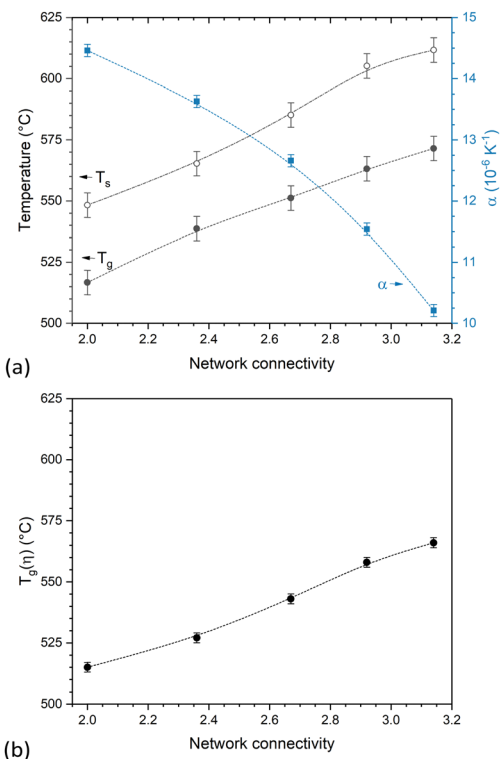 625
600
575
550
525
500
Temperature (°C)
Ts
Tg
α
15
14
13
12
11
10
α (10-6 K-1)
2.0 2.2 2.4 2.6 2.8 3.0 3.2
Network connectivity
(a)
625
600
575
550
525
500
Tg(η) (°C)
2.0 2.2 2.4 2.6 2.8 3.0 3.2
Network connectivity
(b)